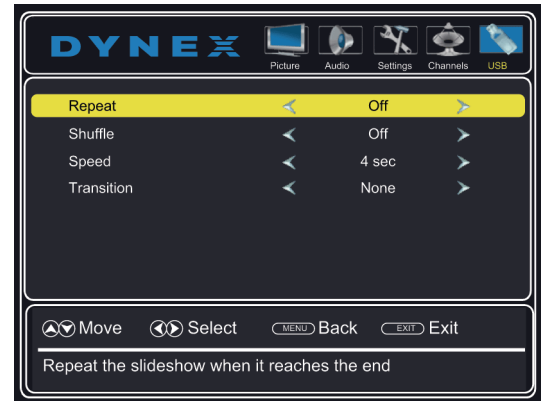 DYNEX
Picture Audio Settings Channels USB
Repeat Off
Shuffle Off
Speed 4 sec
Transition None
Move Select MENU Back EXIT Exit
Repeat the slideshow when it reaches the end